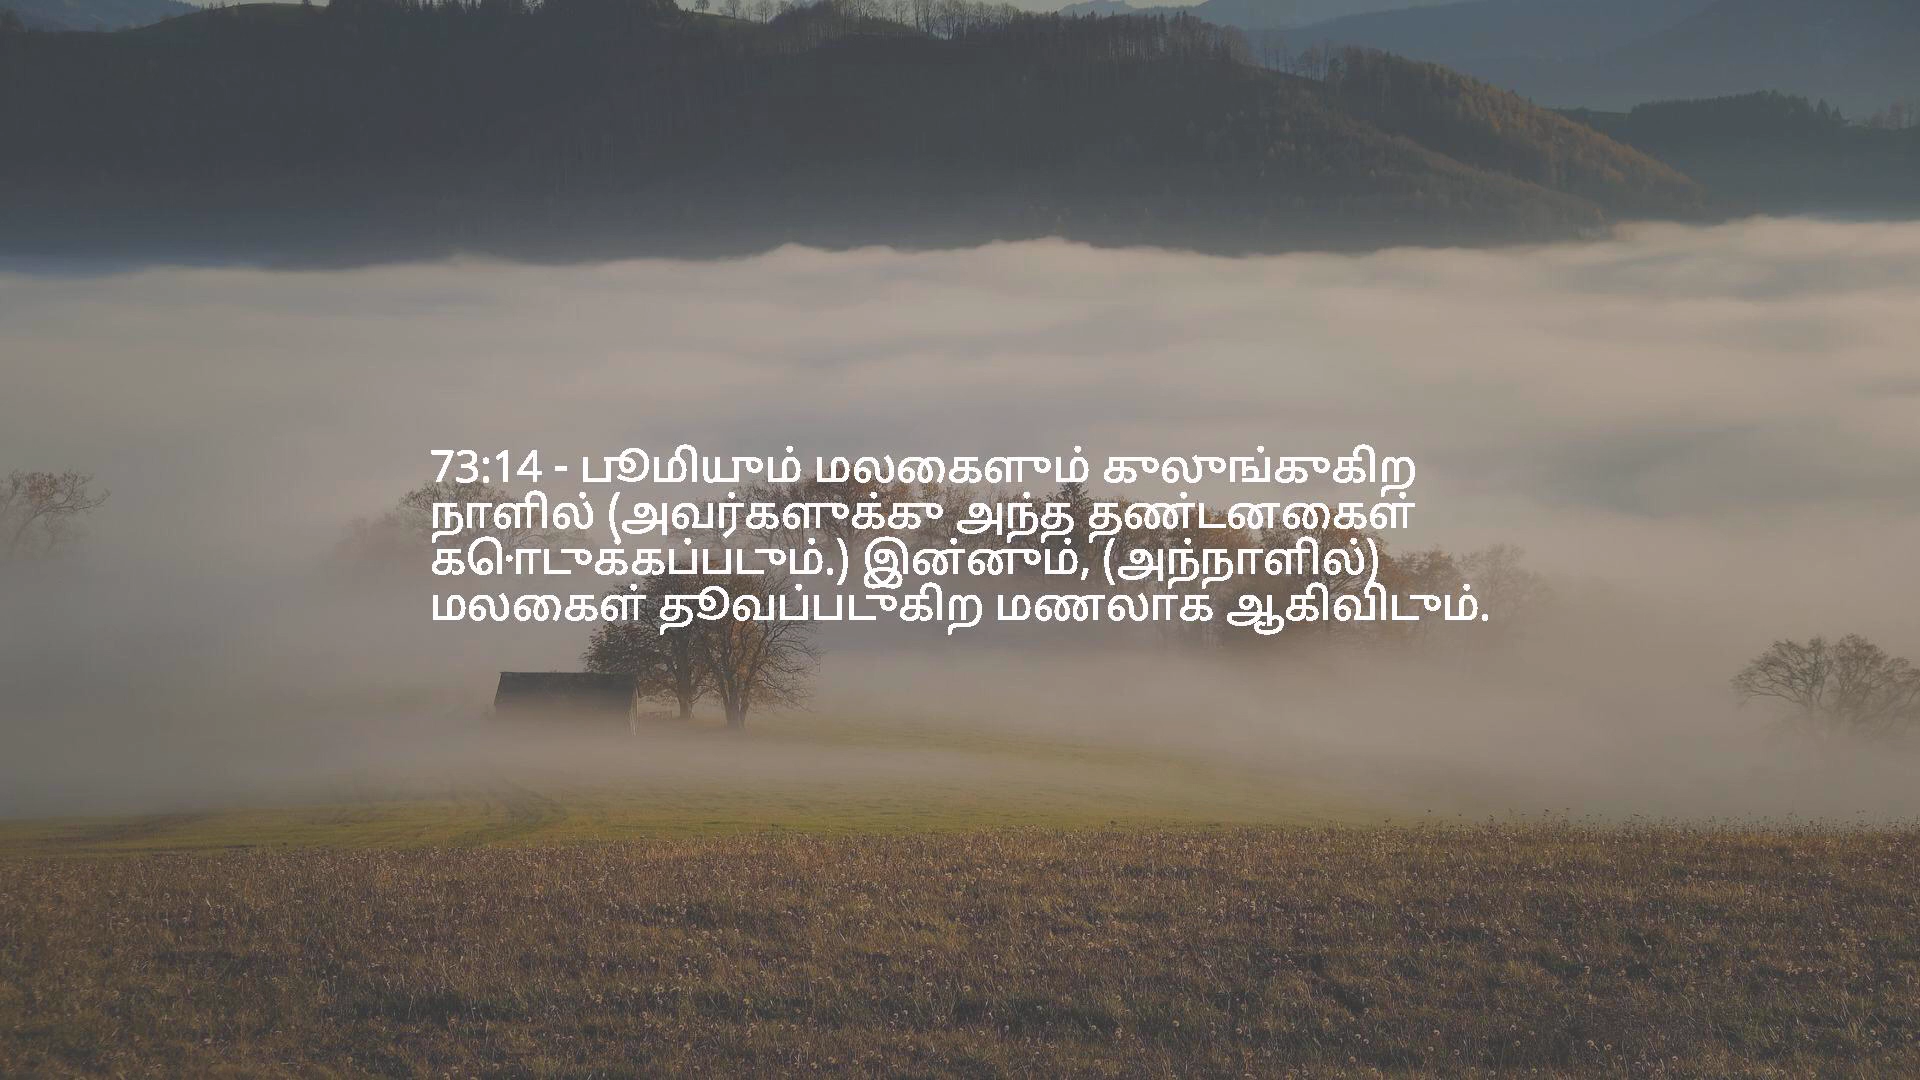 73:14 - பூமியும் மலைகளும் குலுங்குகிற
நாளில் (அவர்களுக்கு அந்த தண்டனைகள்
கொடுக்கப்படும்.) இன்னும், (அந்நாளில்)
மலைகள் தூவப்படுகிற மணலாக ஆகிவிடும்.